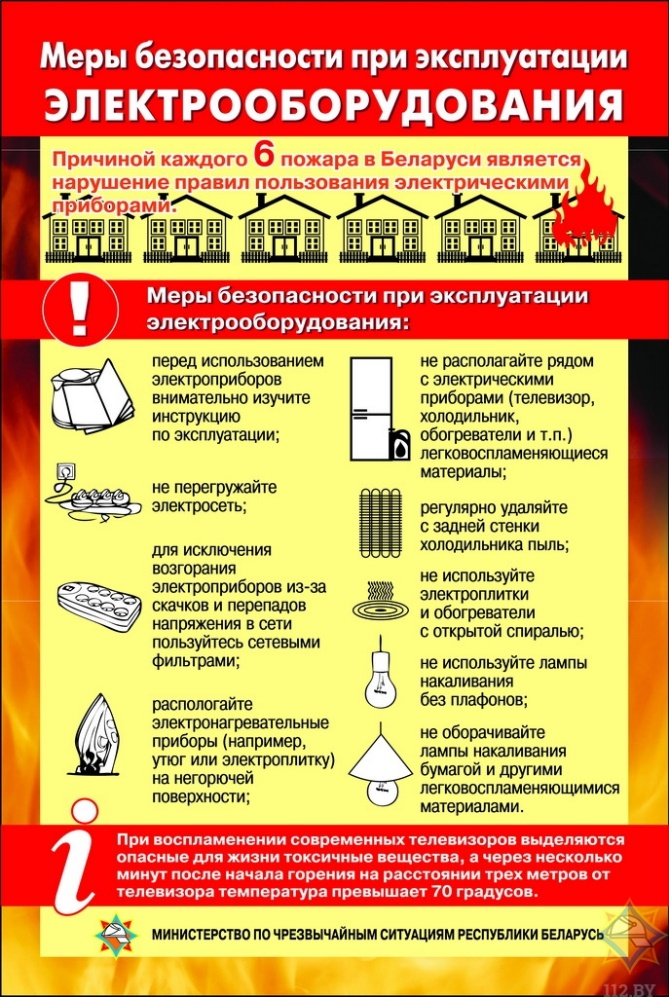 Меры безопасности при эксплуатации
ЭЛЕКТРООБОРУДОВАНИЯ
Причиной каждого 6 пожара в Беларуси является
нарушение правил пользования электрическими
приборами.
! Меры безопасности при эксплуатации
электрооборудования:
перед использованием
электроприборов
внимательно изучите
инструкцию
по эксплуатации;
не перегружайте
электросеть;
для исключения
возгорания
электроприборов из-за
скачков и перепадов
напряжения в сети
пользуйтесь сетевыми
фильтрами;
распологайте
электронагревательные
приборы (например,
утюг или электроплитку)
на негорючей
поверхности;
не располагайте рядом
с электрическими
приборами (телевизор,
холодильник,
обогреватели и т.п.)
легковоспламеняющиеся
материалы;
регулярно удаляйте
с задней стенки
холодильника пыль;
не используйте
электроплитки
и обогреватели
с открытой спиралью;
не используйте лампы
накаливания
без плафонов;
не оборачивайте
лампы накаливания
бумагой и другими
легковоспламеняющимися
материалами.
i При воспламенении современных телевизоров выделяются
опасные для жизни токсичные вещества, а через несколько
минут после начала горения на расстоянии трех метров от
телевизора температура превышает 70 градусов.
МИНИСТЕРСТВО ПО ЧРЕЗВЫЧАЙНЫМ СИТУАЦИЯМ РЕСПУБЛИКИ БЕЛАРУСЬ
112.BY